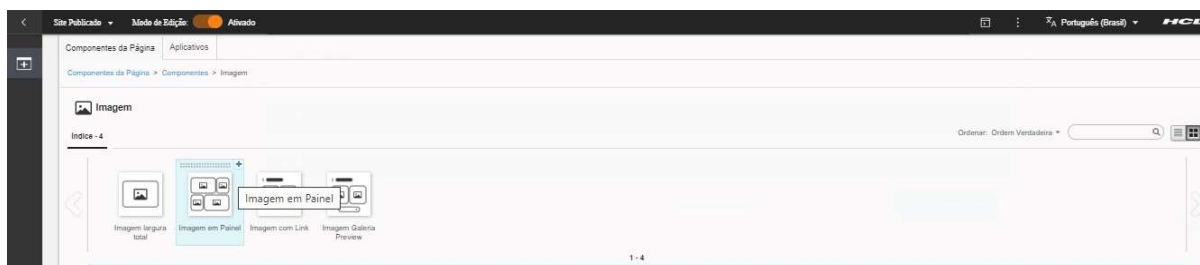 Site Publicado Modo de Edição: Ativado Português (Brasil) HCL
Componentes da Página Aplicativos
Componentes da Página > Componentes > Imagem
Imagem
Indice - 4 Ordenar: Ordem Verdadeira
Imagem em Painel
Imagem largura total
Imagem em Painel
Imagem com Link
Imagem Galeria Preview
1 - 4